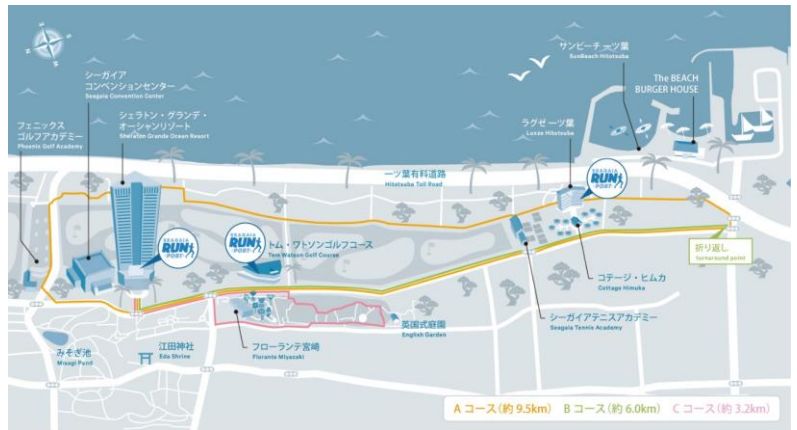 サンビーチ一ツ葉
SunBeach Hitotsuba
The BEACH
BURGER HOUSE
シーガイア
コンベンションセンター
Seagaia Convention Center
フェニックス
ゴルフアカデミー
Phoenix Golf Academy
シェラトン・グランデ・
オーシャンリゾート
Sheraton Grande Ocean Resort
ラグゼ一ツ葉
Luxze Hitotsuba
一ツ葉有料道路
Hitotsuba Toll Road
SEAGAIA
RUN
PORT
SEAGAIA
RUN
PORT
SEAGAIA
RUN
PORT
トム・ワトソンゴルフコース
Tom Watson Golf Course
折り返し
turnaround point
コテージ・ヒムカ
Cottage Himuka
シーガイアテニスアカデミー
Seagaia Tennis Academy
英国式庭園
English Garden
フローランテ宮崎
Florante Miyazaki
江田神社
Eda Shrine
みそぎ池
Misogi Pond
A コース(約 9.5km) B コース(約 6.0km) C コース(約 3.2km)